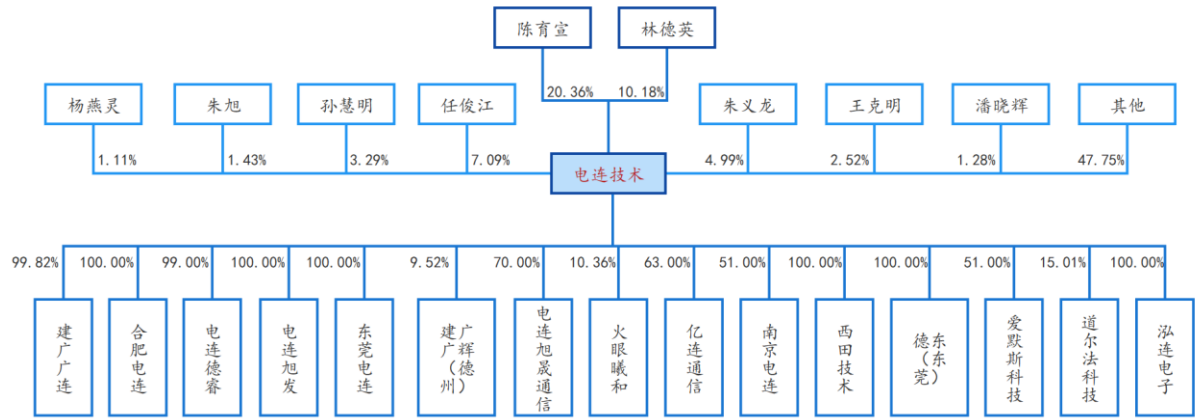 陈育宣
林德英
20.36%
10.18%
杨燕灵
朱旭
孙慧明
任俊江
朱义龙
王克明
潘晓辉
其他
1.11%
1.43%
3.29%
7.09%
4.99%
2.52%
1.28%
47.75%
电连技术
99.82%
100.00%
99.00%
100.00%
100.00%
9.52%
70.00%
10.36%
63.00%
51.00%
100.00%
100.00%
51.00%
15.01%
100.00%
建广广连
合肥电连
电连德睿
电连旭发
东莞电连
建广广辉（德州）
电连旭晟通信
火眼曦和
亿连通信
南京电连
西田技术
德东（东莞）
爱默斯科技
道尔法科技
泓连电子